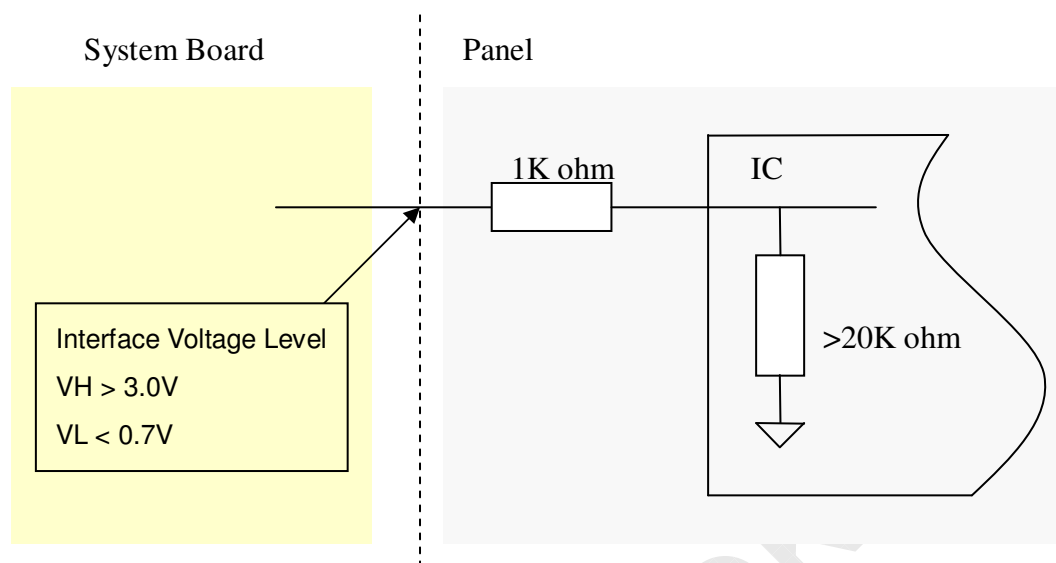 System Board
Panel
1K ohm
IC
>20K ohm
Interface Voltage Level
VH > 3.0V
VL < 0.7V